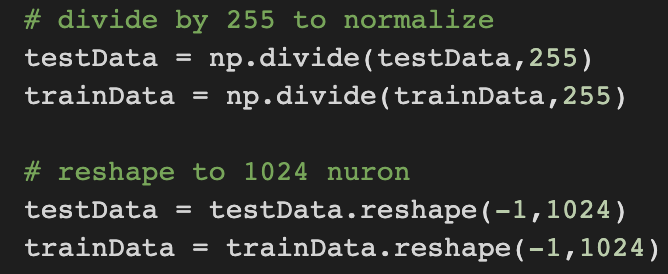 # divide by 255 to normalize
testData = np.divide(testData,255)
trainData = np.divide(trainData,255)
# reshape to 1024 nuron
testData = testData.reshape(-1,1024)
trainData = trainData.reshape(-1,1024)